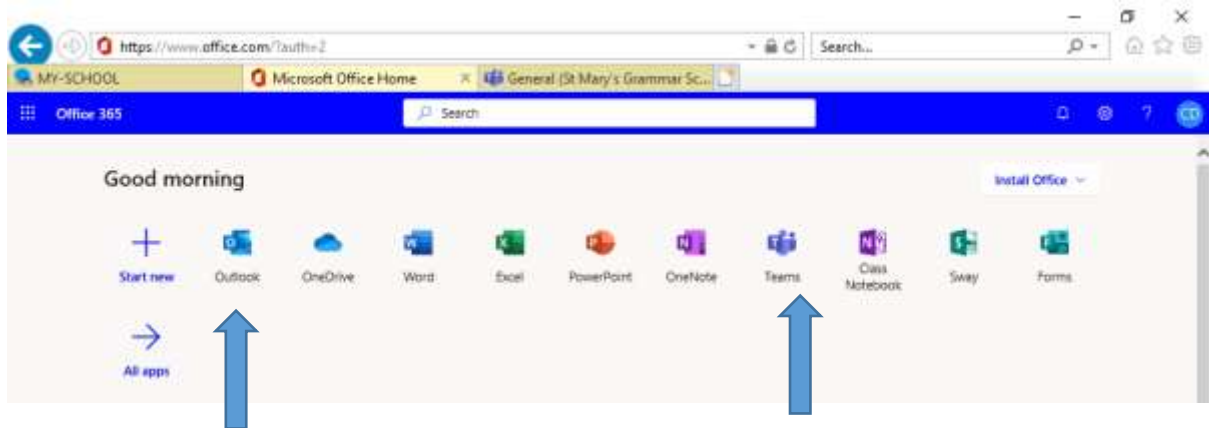 https://www.office.com/?auth=2 Search...
MY-SCHOOL Microsoft Office Home General (St Mary's Grammar Sc...
Office 365 Search ? CD
Good morning Install Office
Start new Outlook OneDrive Word Excel PowerPoint OneNote Teams Class Notebook Sway Forms
All apps